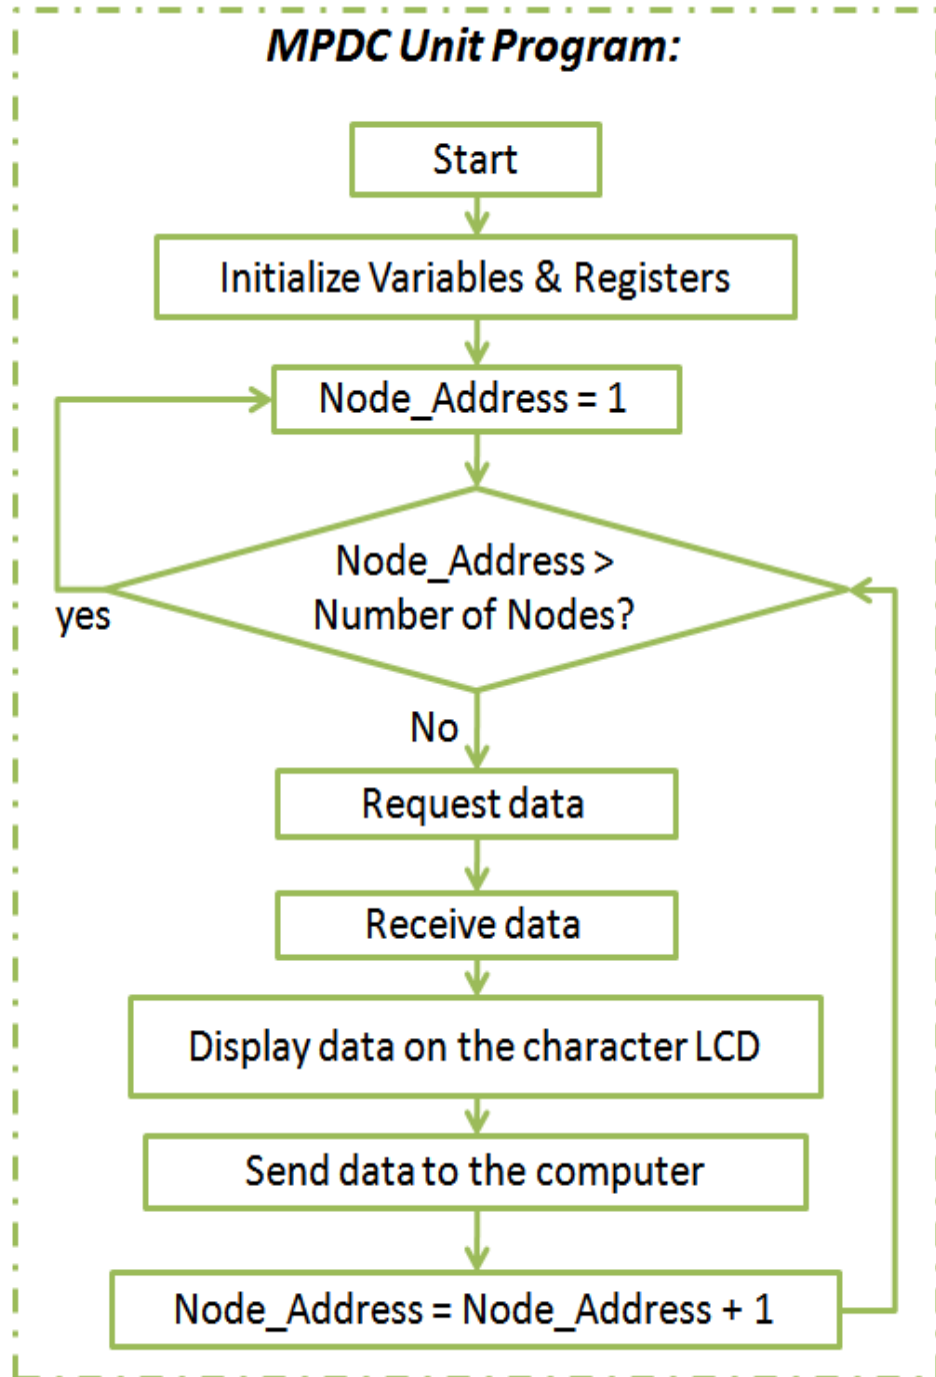 MPDC Unit Program:
Start
Initialize Variables & Registers
Node_Address = 1
Node_Address >
Number of Nodes?
yes
No
Request data
Receive data
Display data on the character LCD
Send data to the computer
Node_Address = Node_Address + 1